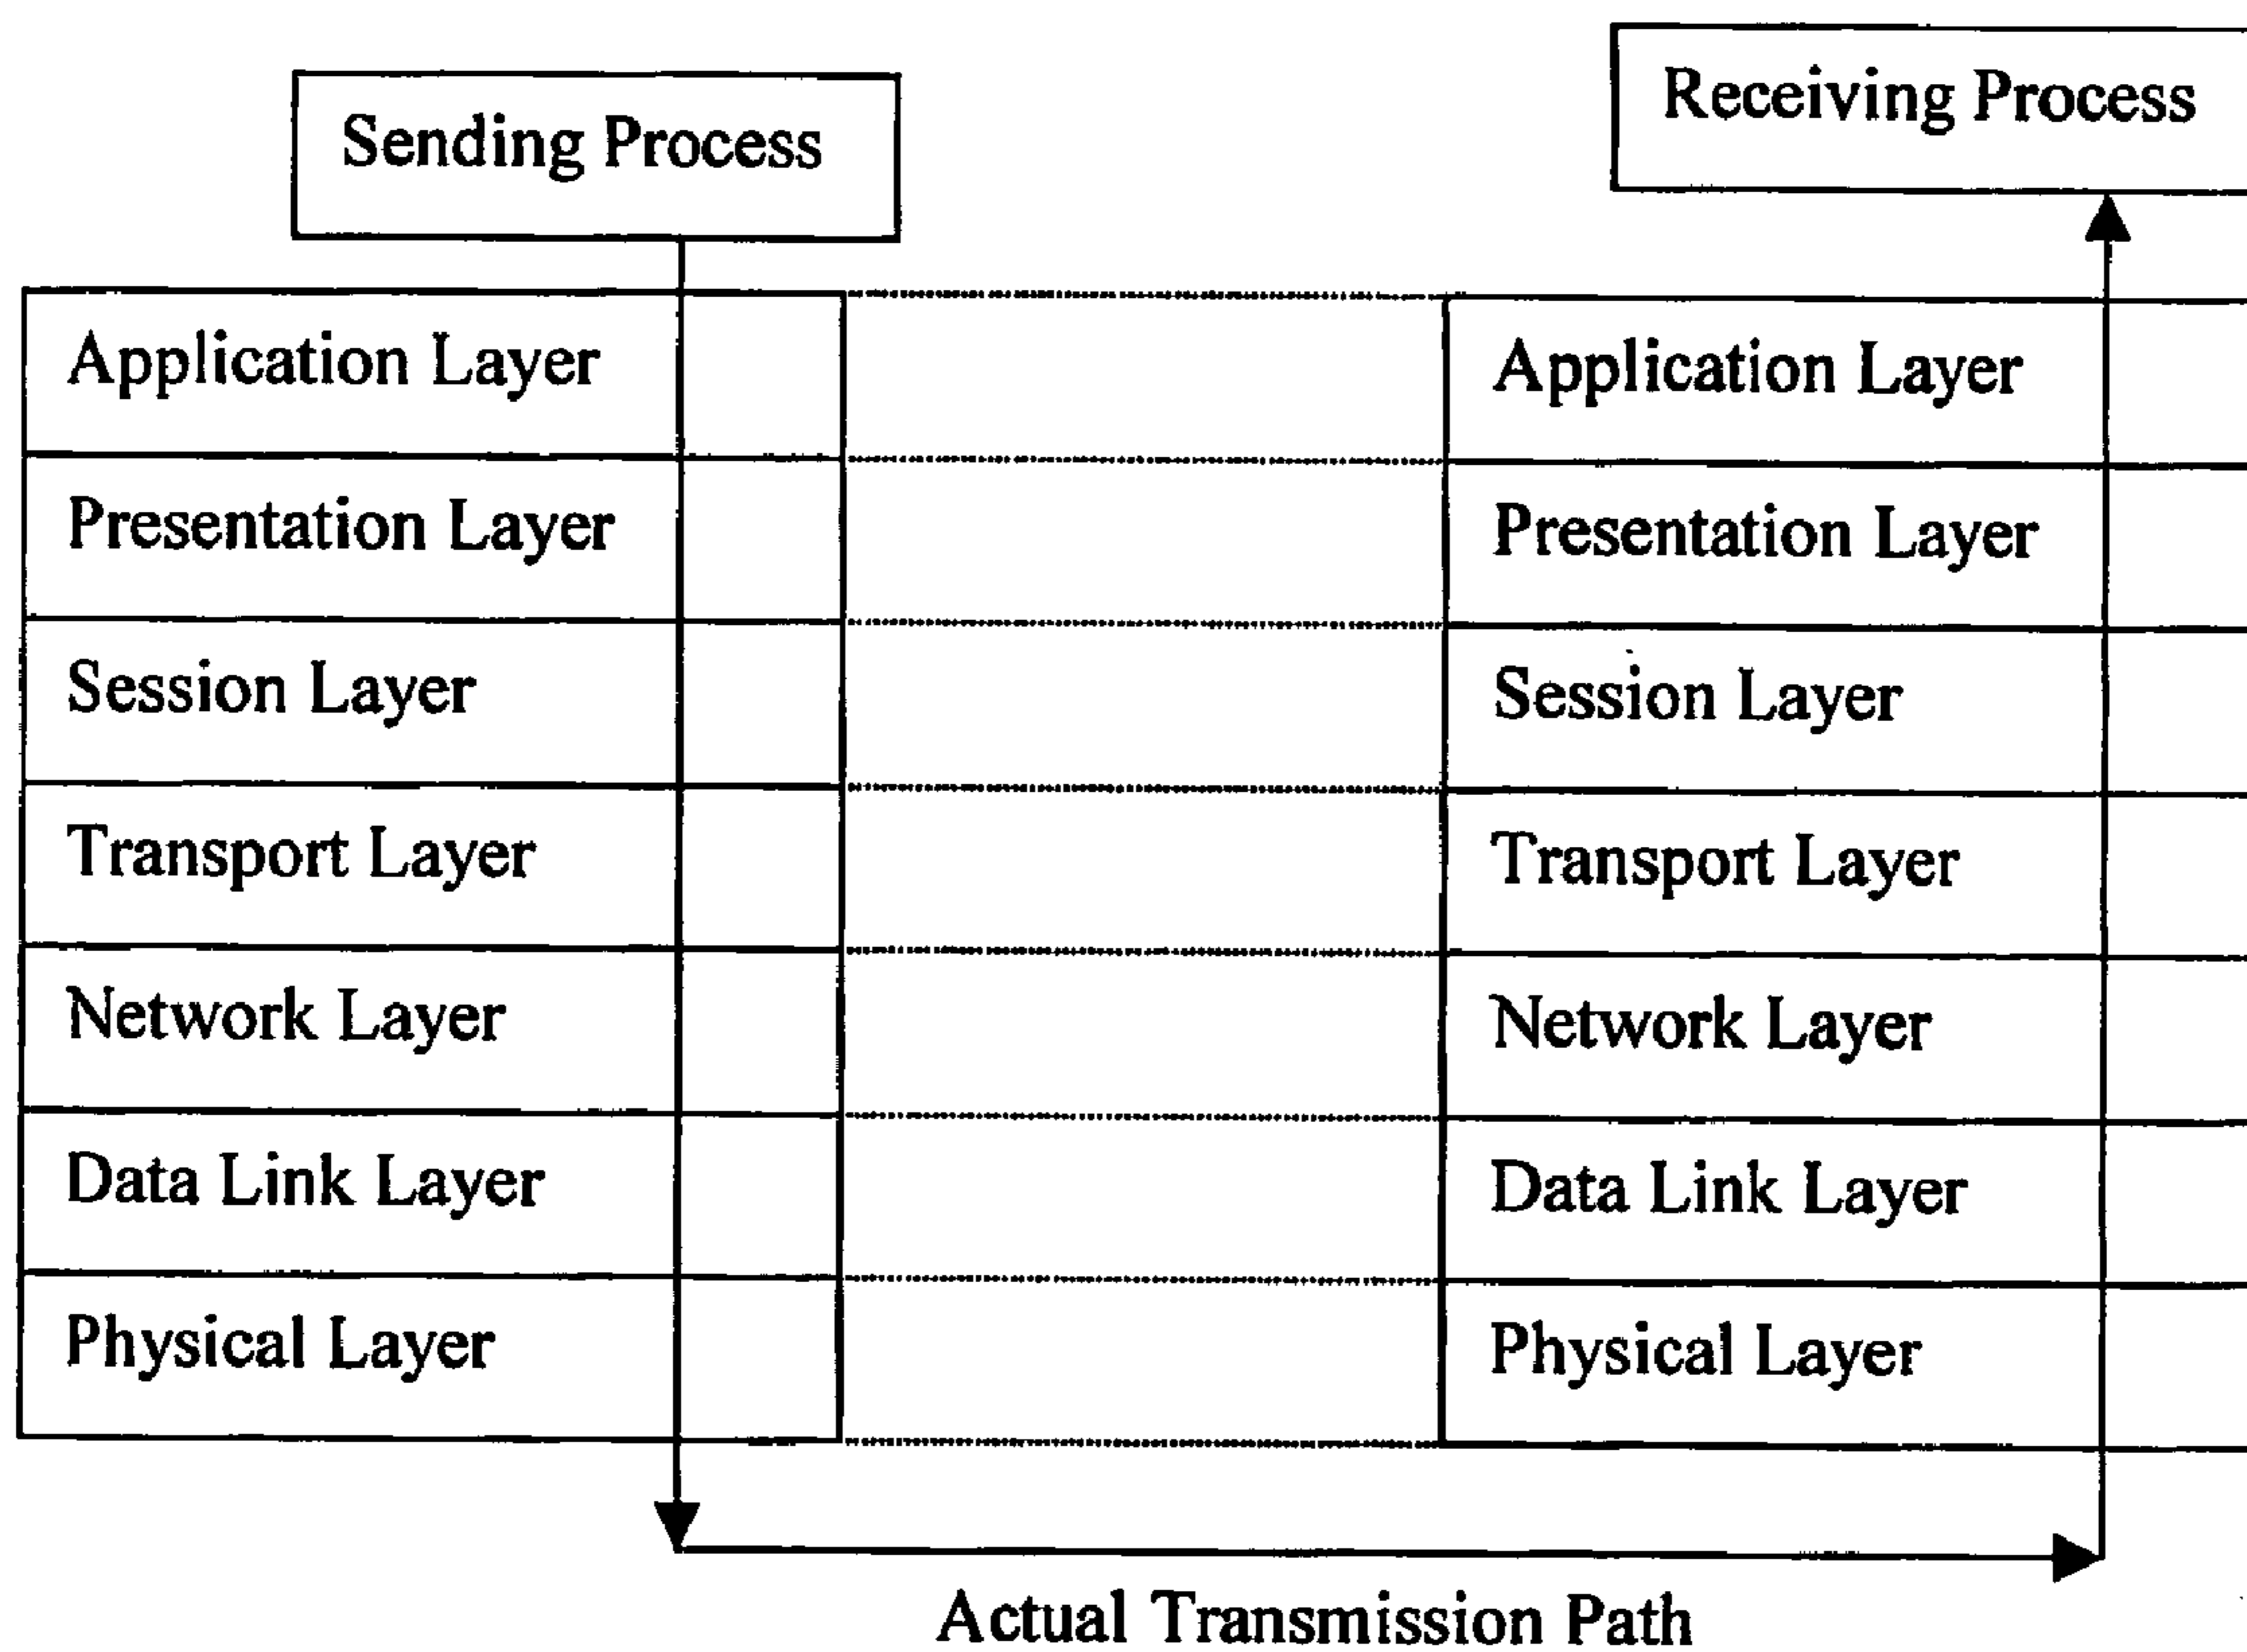 Sending Process
Receiving Process
Application Layer
Presentation Layer
Session Layer
Transport Layer
Network Layer
Data Link Layer
Physical Layer
Application Layer
Presentation Layer
Session Layer
Transport Layer
Network Layer
Data Link Layer
Physical Layer
Actual Transmission Path